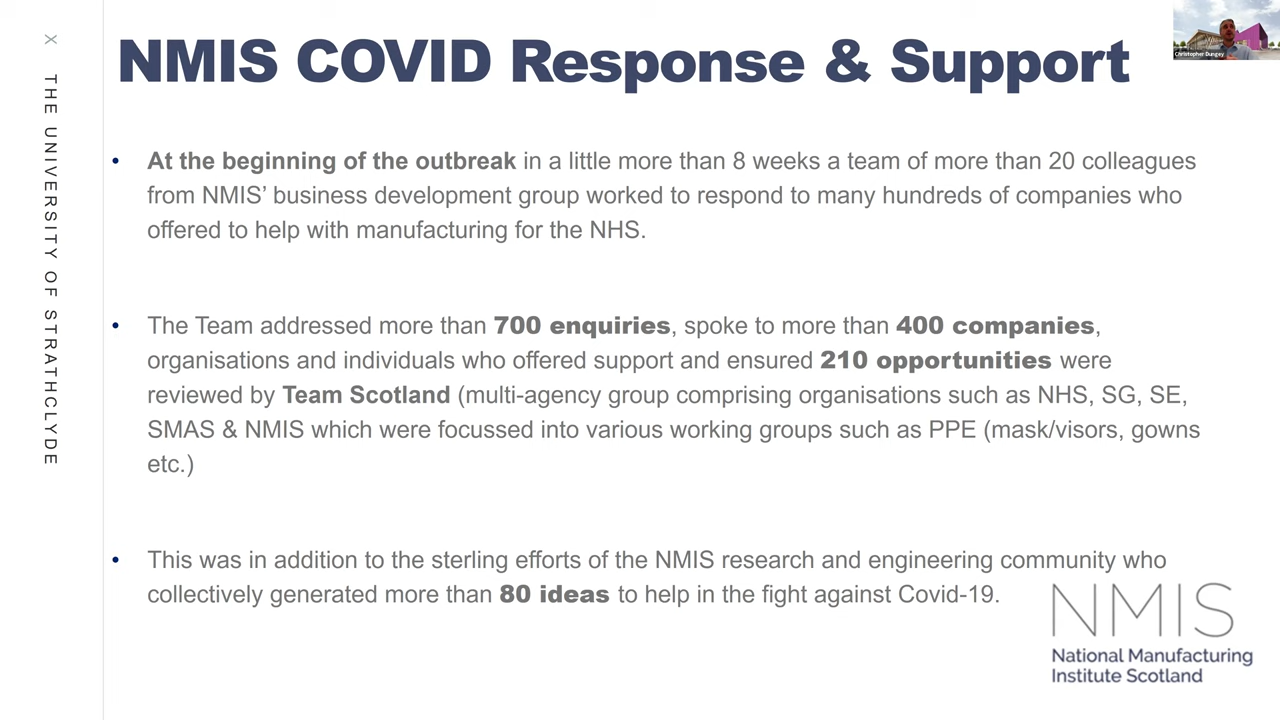 X THE UNIVERSITY OF STRATHCLYDE
NMIS COVID Response & Support
Christopher Dungey
• At the beginning of the outbreak in a little more than 8 weeks a team of more than 20 colleagues
from NMIS’ business development group worked to respond to many hundreds of companies who
offered to help with manufacturing for the NHS.
• The Team addressed more than 700 enquiries, spoke to more than 400 companies,
organisations and individuals who offered support and ensured 210 opportunities were
reviewed by Team Scotland (multi-agency group comprising organisations such as NHS, SG, SE,
SMAS & NMIS which were focussed into various working groups such as PPE (mask/visors, gowns
etc.)
• This was in addition to the sterling efforts of the NMIS research and engineering community who
collectively generated more than 80 ideas to help in the fight against Covid-19.
NMIS
National Manufacturing
Institute Scotland